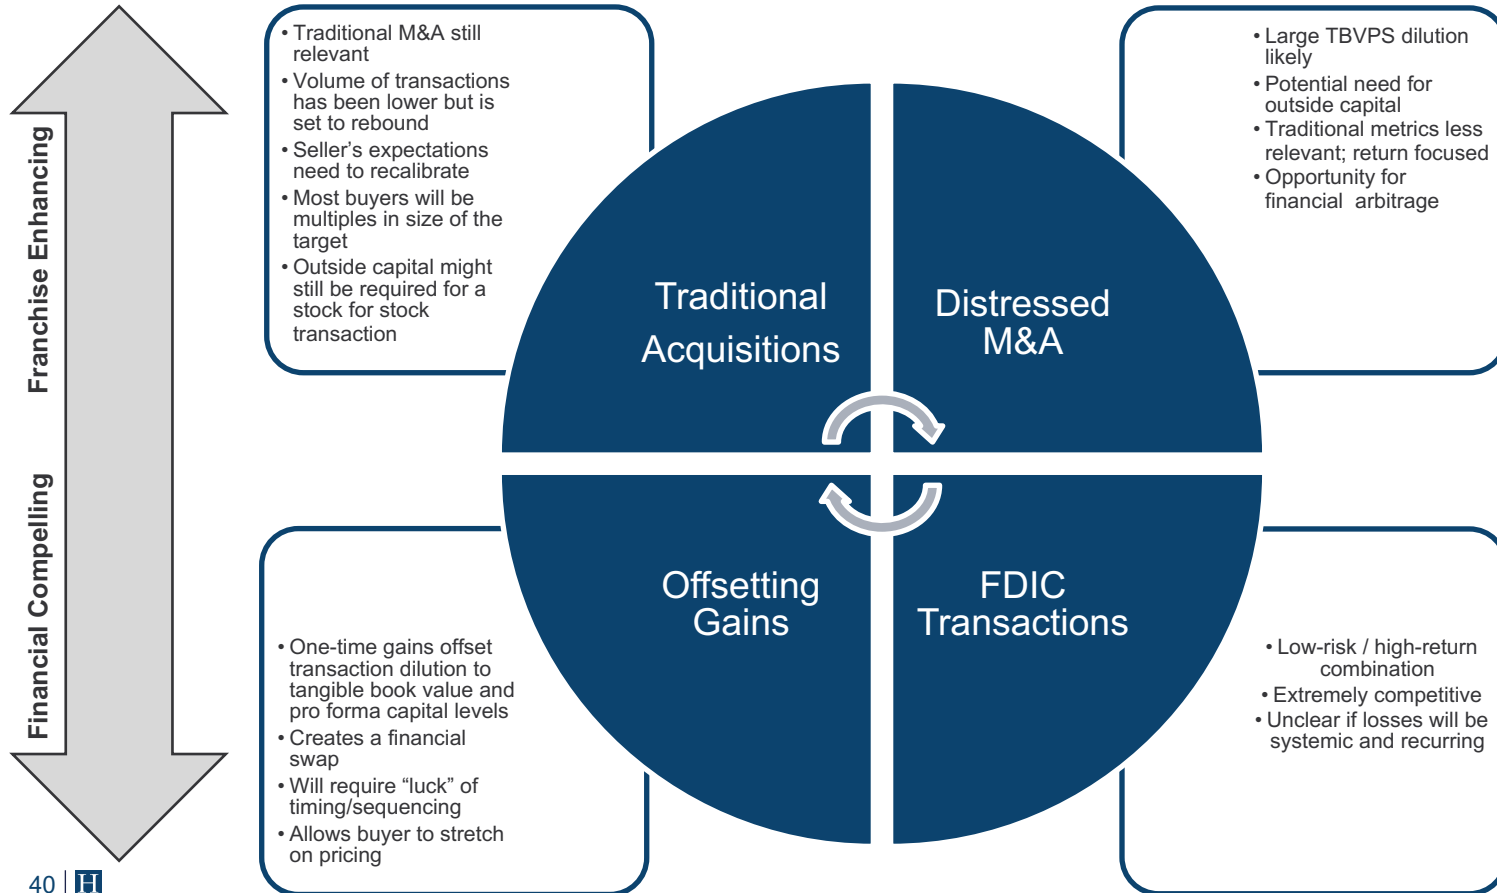 Franchise Enhancing
Financial Compelling
• Traditional M&A still
relevant
• Volume of transactions
has been lower but is
set to rebound
• Seller's expectations
need to recalibrate
• Most buyers will be
multiples in size of the
target
• Outside capital might
still be required for a
stock for stock
transaction
Traditional
Acquisitions
Distressed
M&A
• Large TBVPS dilution
likely
• Potential need for
outside capital
• Traditional metrics less
relevant; return focused
• Opportunity for
financial arbitrage
• One-time gains offset
transaction dilution to
tangible book value and
pro forma capital levels
• Creates a financial
swap
• Will require “luck” of
timing/sequencing
• Allows buyer to stretch
on pricing
Offsetting
Gains
FDIC
Transactions
• Low-risk / high-return
combination
• Extremely competitive
• Unclear if losses will be
systemic and recurring
40 | H